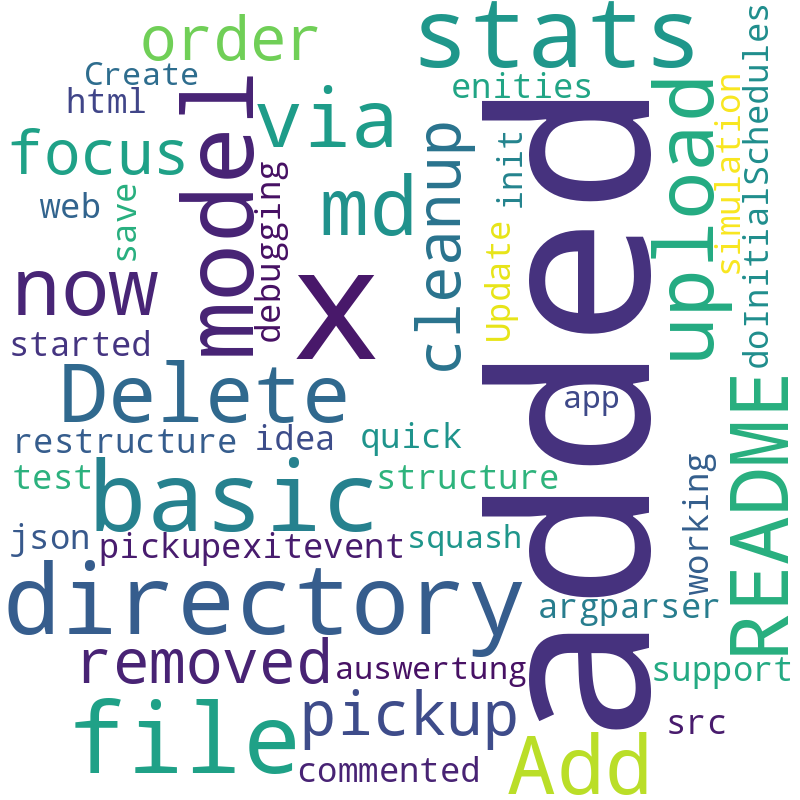 stats
order
Create
html
enities
via
model
focus
upload
simulation
doInitialSchedules
added
cleanup
init
md
debugging
web
save
Update
now
x
started
Delete
app
README
restructure
idea
quick
test
basic
structure
working
json
pickupexitevent
squash
directory
argparser
removed
auswertung
support
file
pickup
src
commented
Add